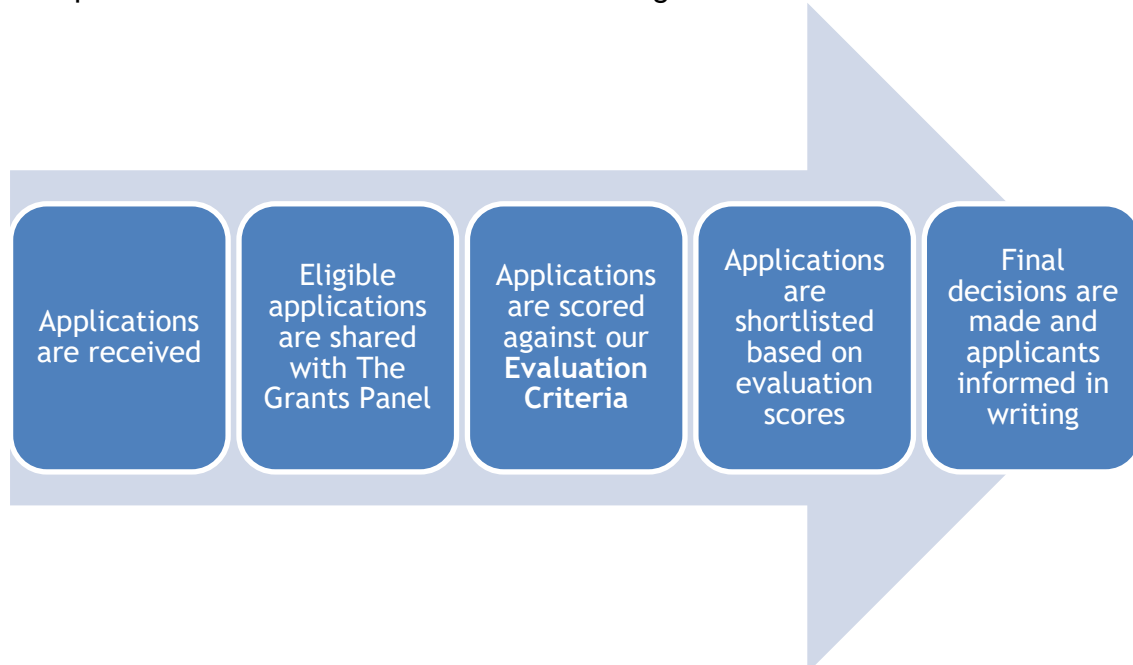 Applications
are received
Eligible
applications
are shared
with The
Grants Panel
Applications
are scored
against our
Evaluation
Criteria
Applications
are
shortlisted
based on
evaluation
scores
Final
decisions are
made and
applicants
informed in
writing